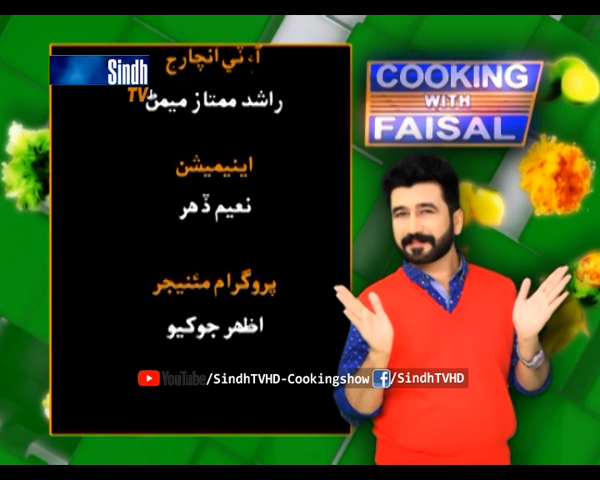 Sindh
TV
آءِ ٽي انچارج
راشد ممتاز ميمڻ
اينيميشن
نعيم ڏهر
پروگرام مئنيجر
اظهر جوکيو
COOKING
WITH
FAISAL
YouTube/SindhTVHD-Cookingshow f/SindhTVHD